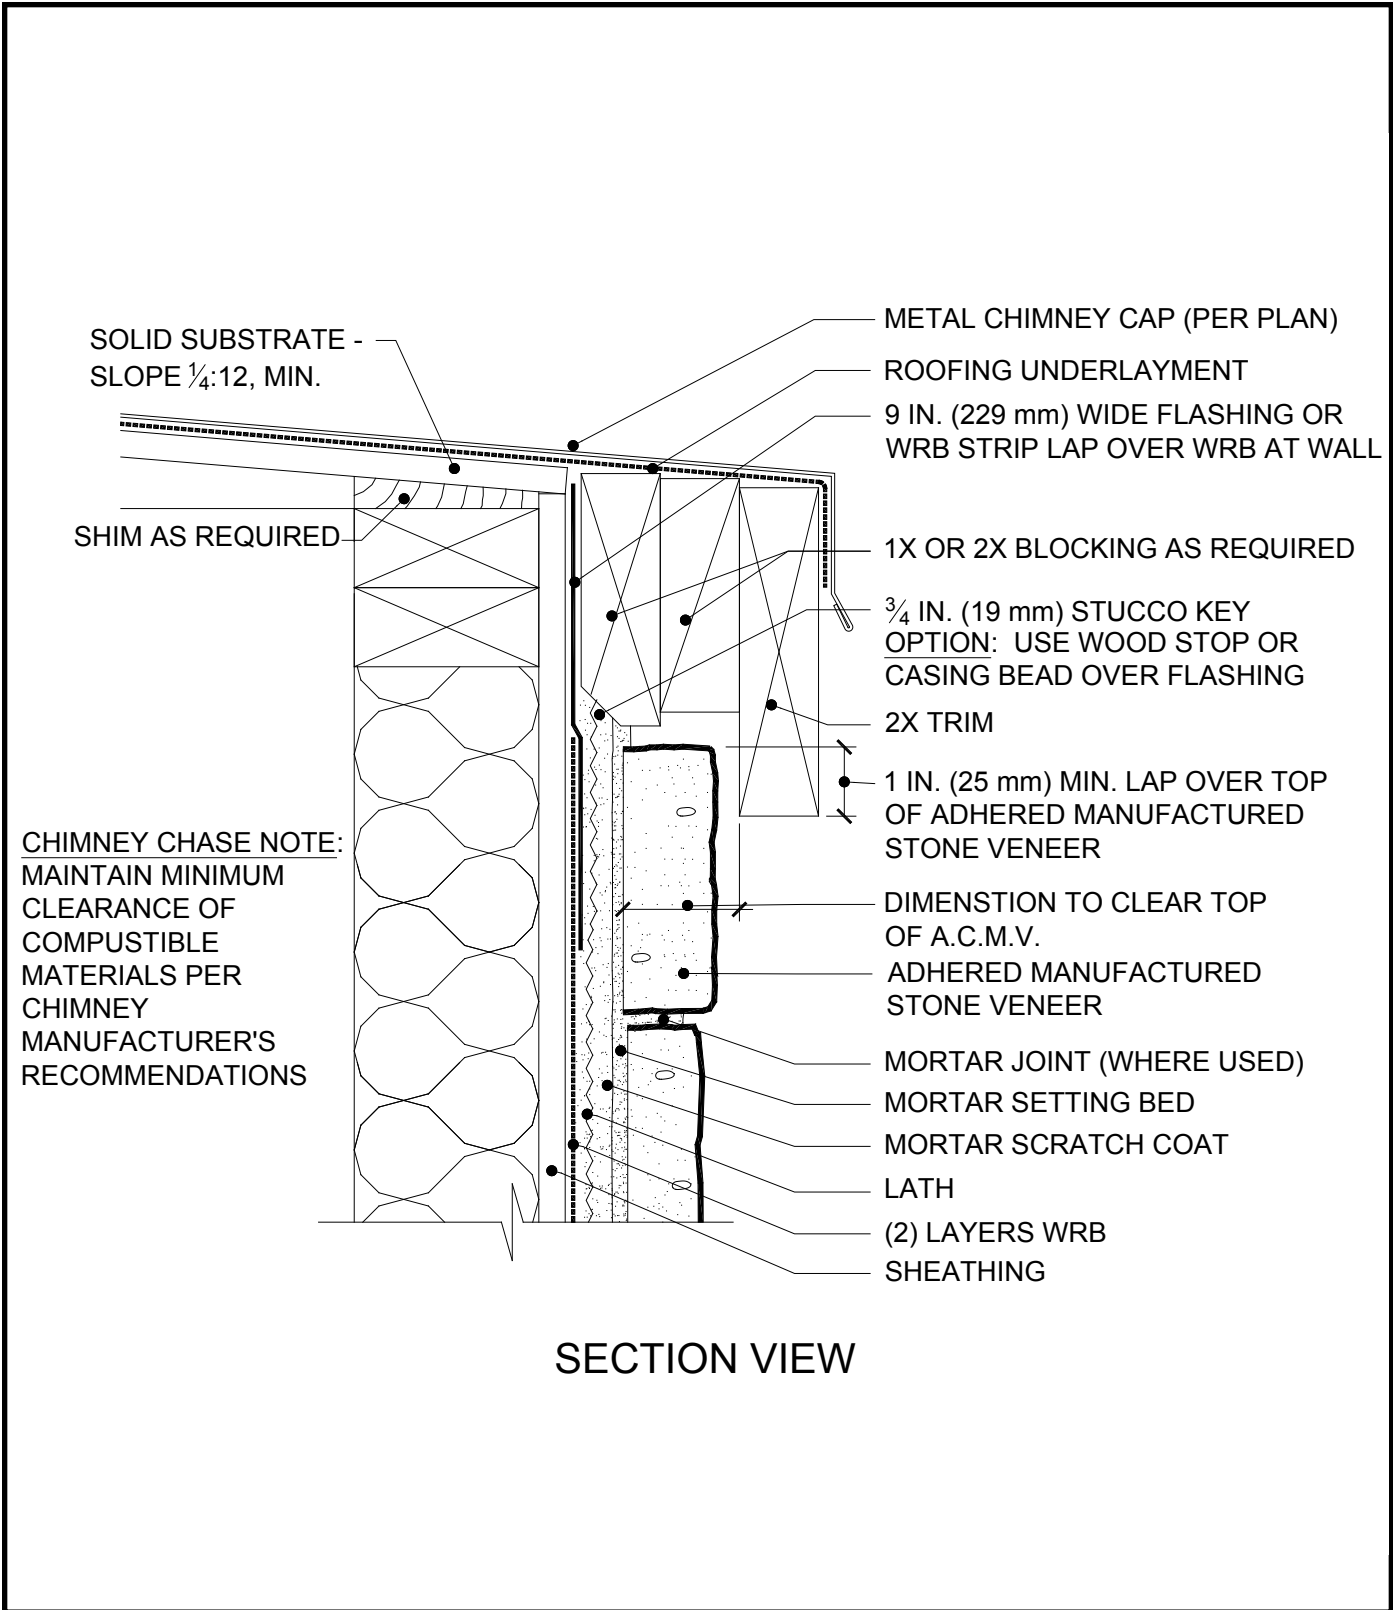 SOLID SUBSTRATE -
SLOPE ¼:12, MIN.
SHIM AS REQUIRED
CHIMNEY CHASE NOTE:
MAINTAIN MINIMUM
CLEARANCE OF
COMPUSTIBLE
MATERIALS PER
CHIMNEY
MANUFACTURER'S
RECOMMENDATIONS
METAL CHIMNEY CAP (PER PLAN)
ROOFING UNDERLAYMENT
9 IN. (229 mm) WIDE FLASHING OR
WRB STRIP LAP OVER WRB AT WALL
1X OR 2X BLOCKING AS REQUIRED
¾ IN. (19 mm) STUCCO KEY
OPTION: USE WOOD STOP OR
CASING BEAD OVER FLASHING
2X TRIM
1 IN. (25 mm) MIN. LAP OVER TOP
OF ADHERED MANUFACTURED
STONE VENEER
DIMENSTION TO CLEAR TOP
OF A.C.M.V.
ADHERED MANUFACTURED
STONE VENEER
MORTAR JOINT (WHERE USED)
MORTAR SETTING BED
MORTAR SCRATCH COAT
LATH
(2) LAYERS WRB
SHEATHING
SECTION VIEW